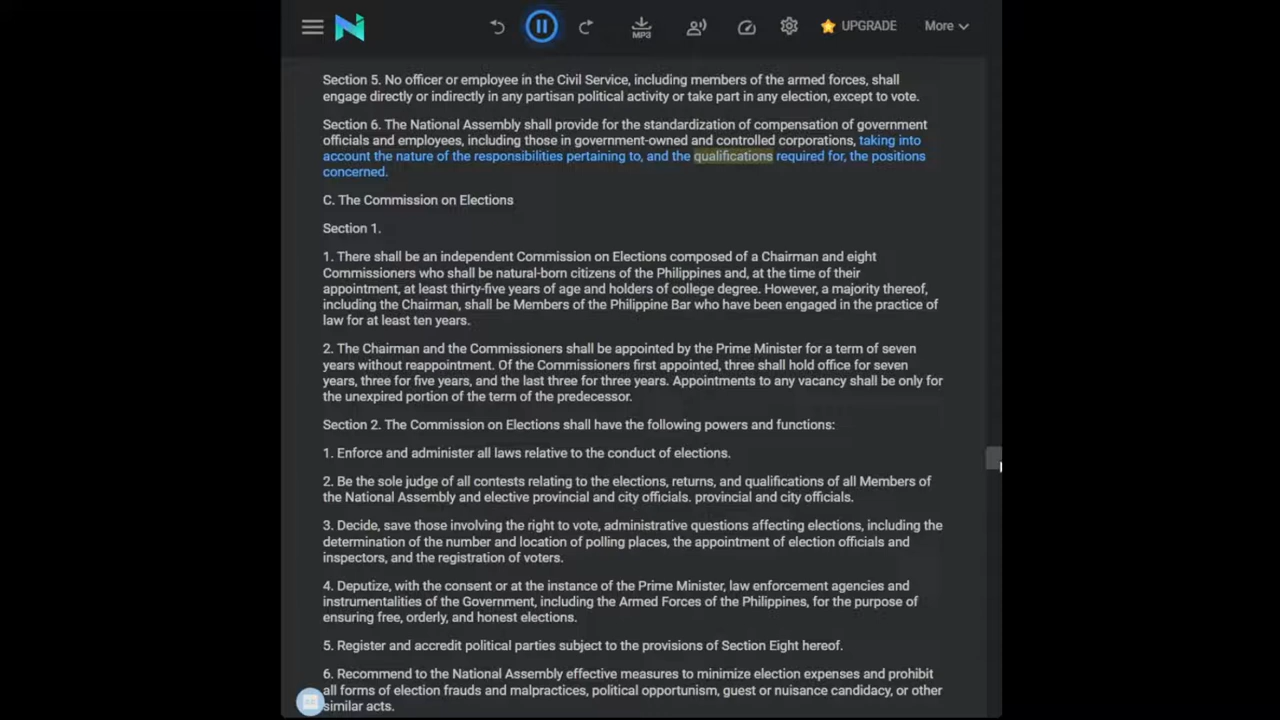 MP3
UPGRADE
More
Section 5. No officer or employee in the Civil Service, including members of the armed forces, shall
engage directly or indirectly in any partisan political activity or take part in any election, except to vote.
Section 6. The National Assembly shall provide for the standardization of compensation of government
officials and employees, including those in government-owned and controlled corporations, taking into
account the nature of the responsibilities pertaining to, and the qualifications required for, the positions
concerned.
C. The Commission on Elections
Section 1.
1. There shall be an independent Commission on Elections composed of a Chairman and eight
Commissioners who shall be natural-born citizens of the Philippines and, at the time of their
appointment, at least thirty-five years of age and holders of college degree. However, a majority thereof,
including the Chairman, shall be Members of the Philippine Bar who have been engaged in the practice of
law for at least ten years.
2. The Chairman and the Commissioners shall be appointed by the Prime Minister for a term of seven
years without reappointment. Of the Commissioners first appointed, three shall hold office for seven
years, three for five years, and the last three for three years. Appointments to any vacancy shall be only for
the unexpired portion of the term of the predecessor.
Section 2. The Commission on Elections shall have the following powers and functions:
1. Enforce and administer all laws relative to the conduct of elections.
2. Be the sole judge of all contests relating to the elections, returns, and qualifications of all Members of
the National Assembly and elective provincial and city officials. provincial and city officials.
3. Decide, save those involving the right to vote, administrative questions affecting elections, including the
determination of the number and location of polling places, the appointment of election officials and
inspectors, and the registration of voters.
4. Deputize, with the consent or at the instance of the Prime Minister, law enforcement agencies and
instrumentalities of the Government, including the Armed Forces of the Philippines, for the purpose of
ensuring free, orderly, and honest elections.
5. Register and accredit political parties subject to the provisions of Section Eight hereof.
6. Recommend to the National Assembly effective measures to minimize election expenses and prohibit
all forms of election frauds and malpractices, political opportunism, guest or nuisance candidacy, or other
similar acts.